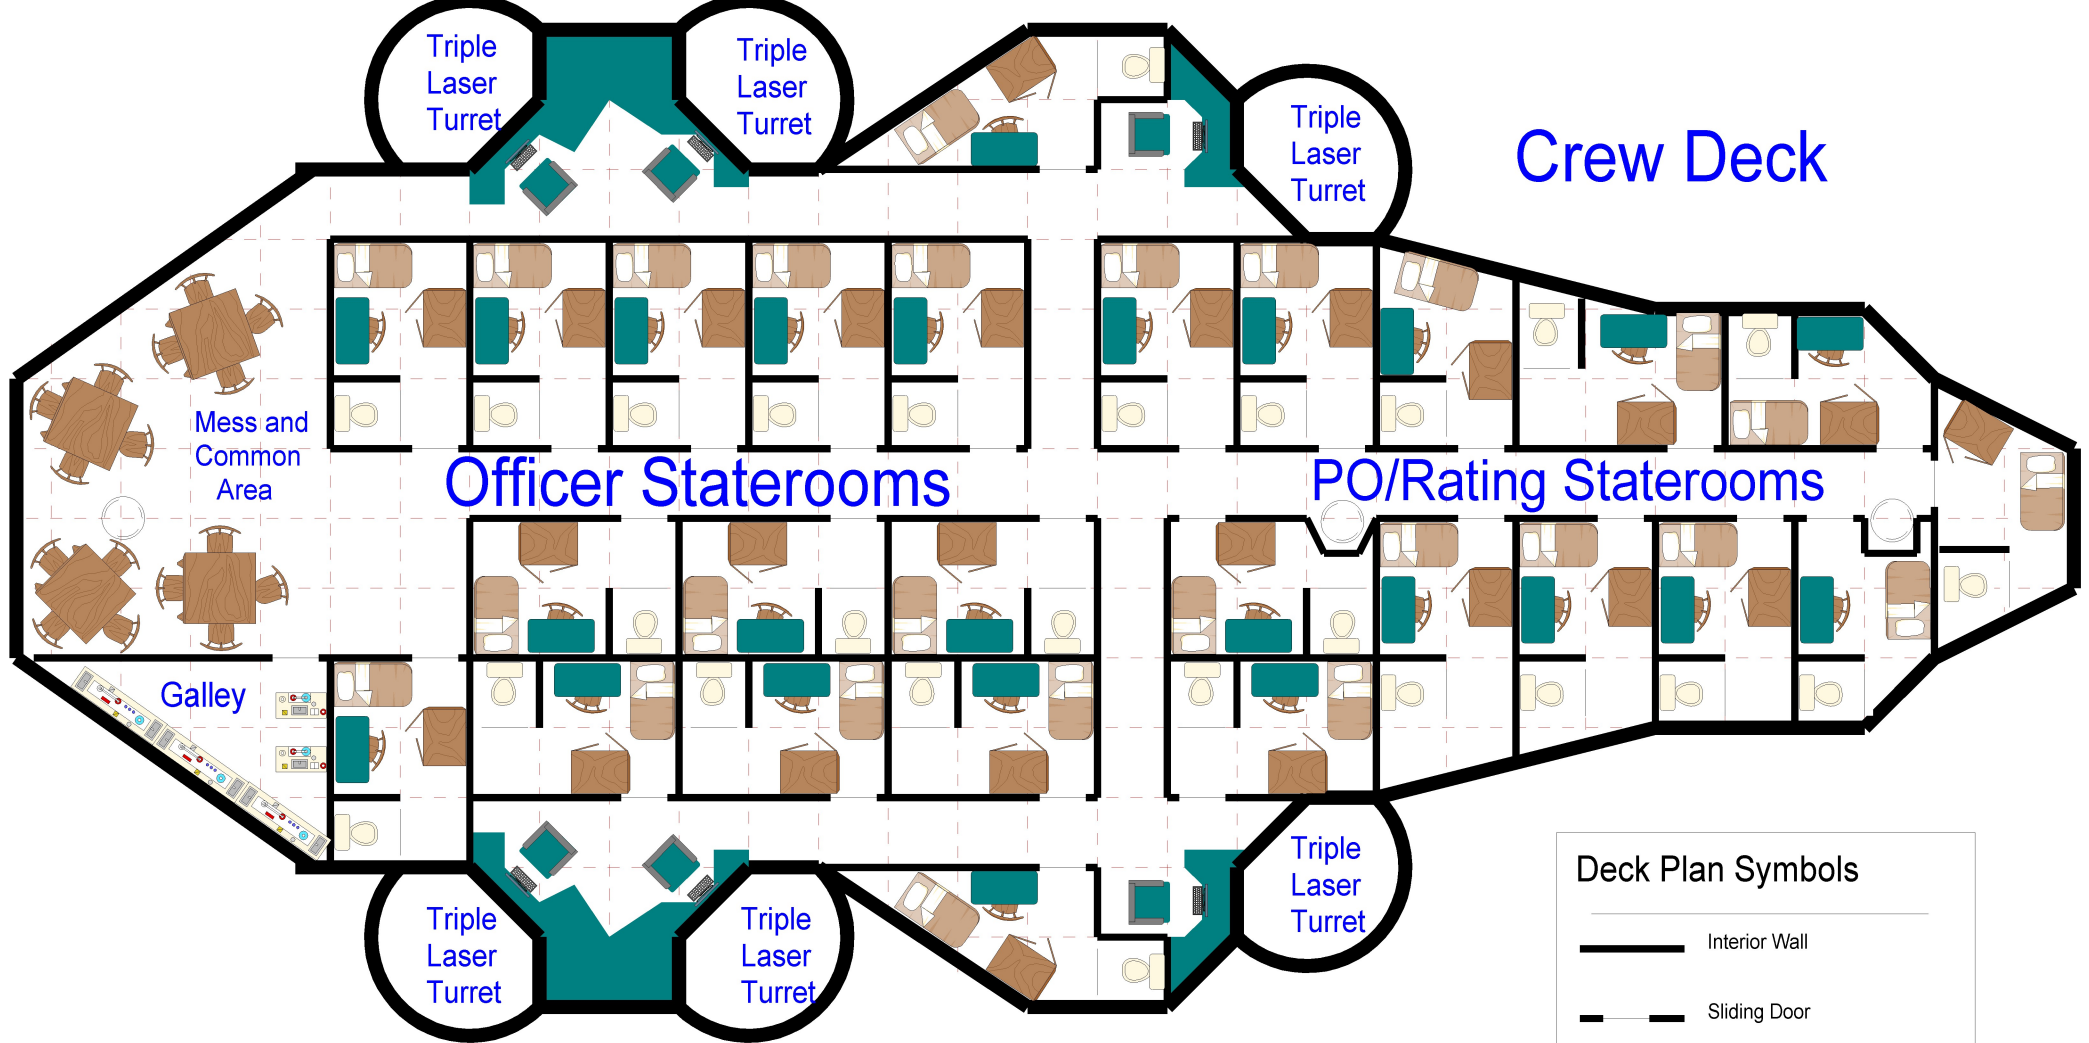 Triple
Laser
Turret
Triple
Laser
Turret
Triple
Laser
Turret
Crew Deck
Mess and
Common
Area
Officer Staterooms
PO/Rating Staterooms
Galley
Triple
Laser
Turret
Triple
Laser
Turret
Triple
Laser
Turret
Deck Plan Symbols
Interior Wall
Sliding Door